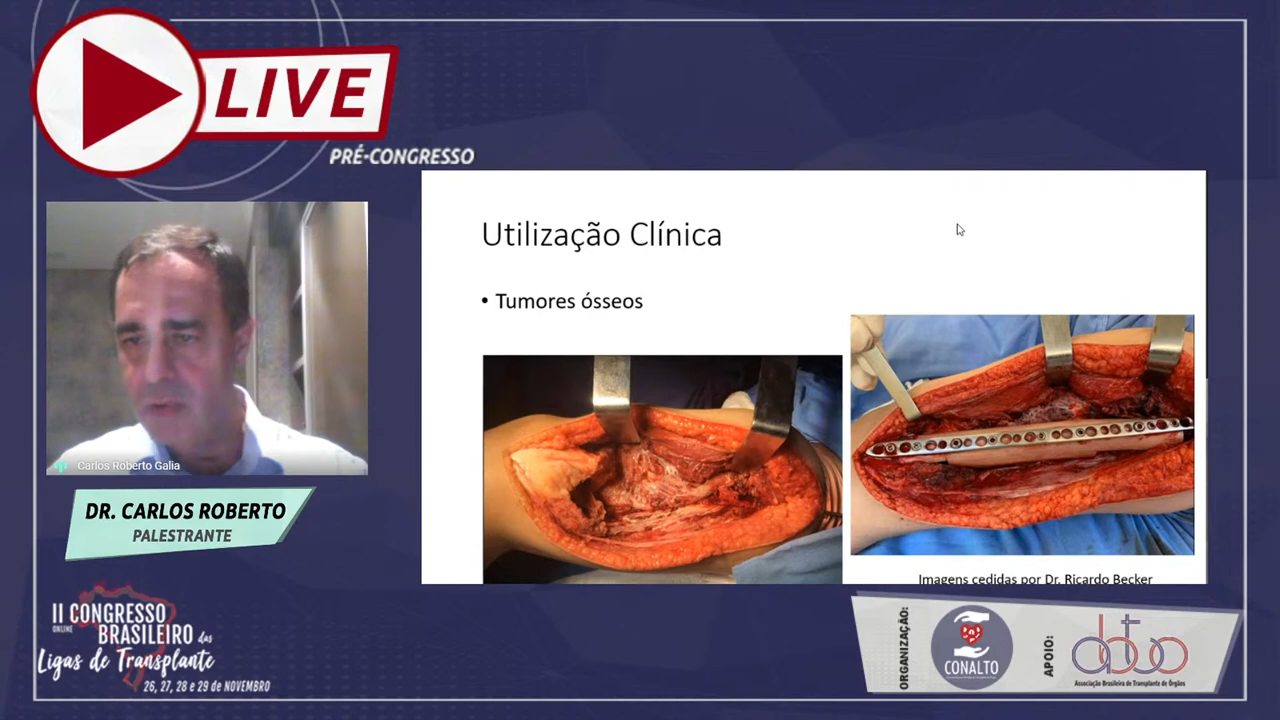 LIVE
PRÉ-CONGRESSO
Utilização Clínica
• Tumores ósseos
Carlos Roberto Galia
DR. CARLOS ROBERTO
PALESTRANTE
Imagens cedidas por Dr. Ricardo Becker
II CONGRESSO
ONLINE
BRASILEIRO das
Ligas de Transplante
26, 27, 28 e 29 de NOVEMBRO
ORGANIZAÇÃO:
CONALTO
APOIO:
abto
Associação Brasileira de Transplante de Órgãos